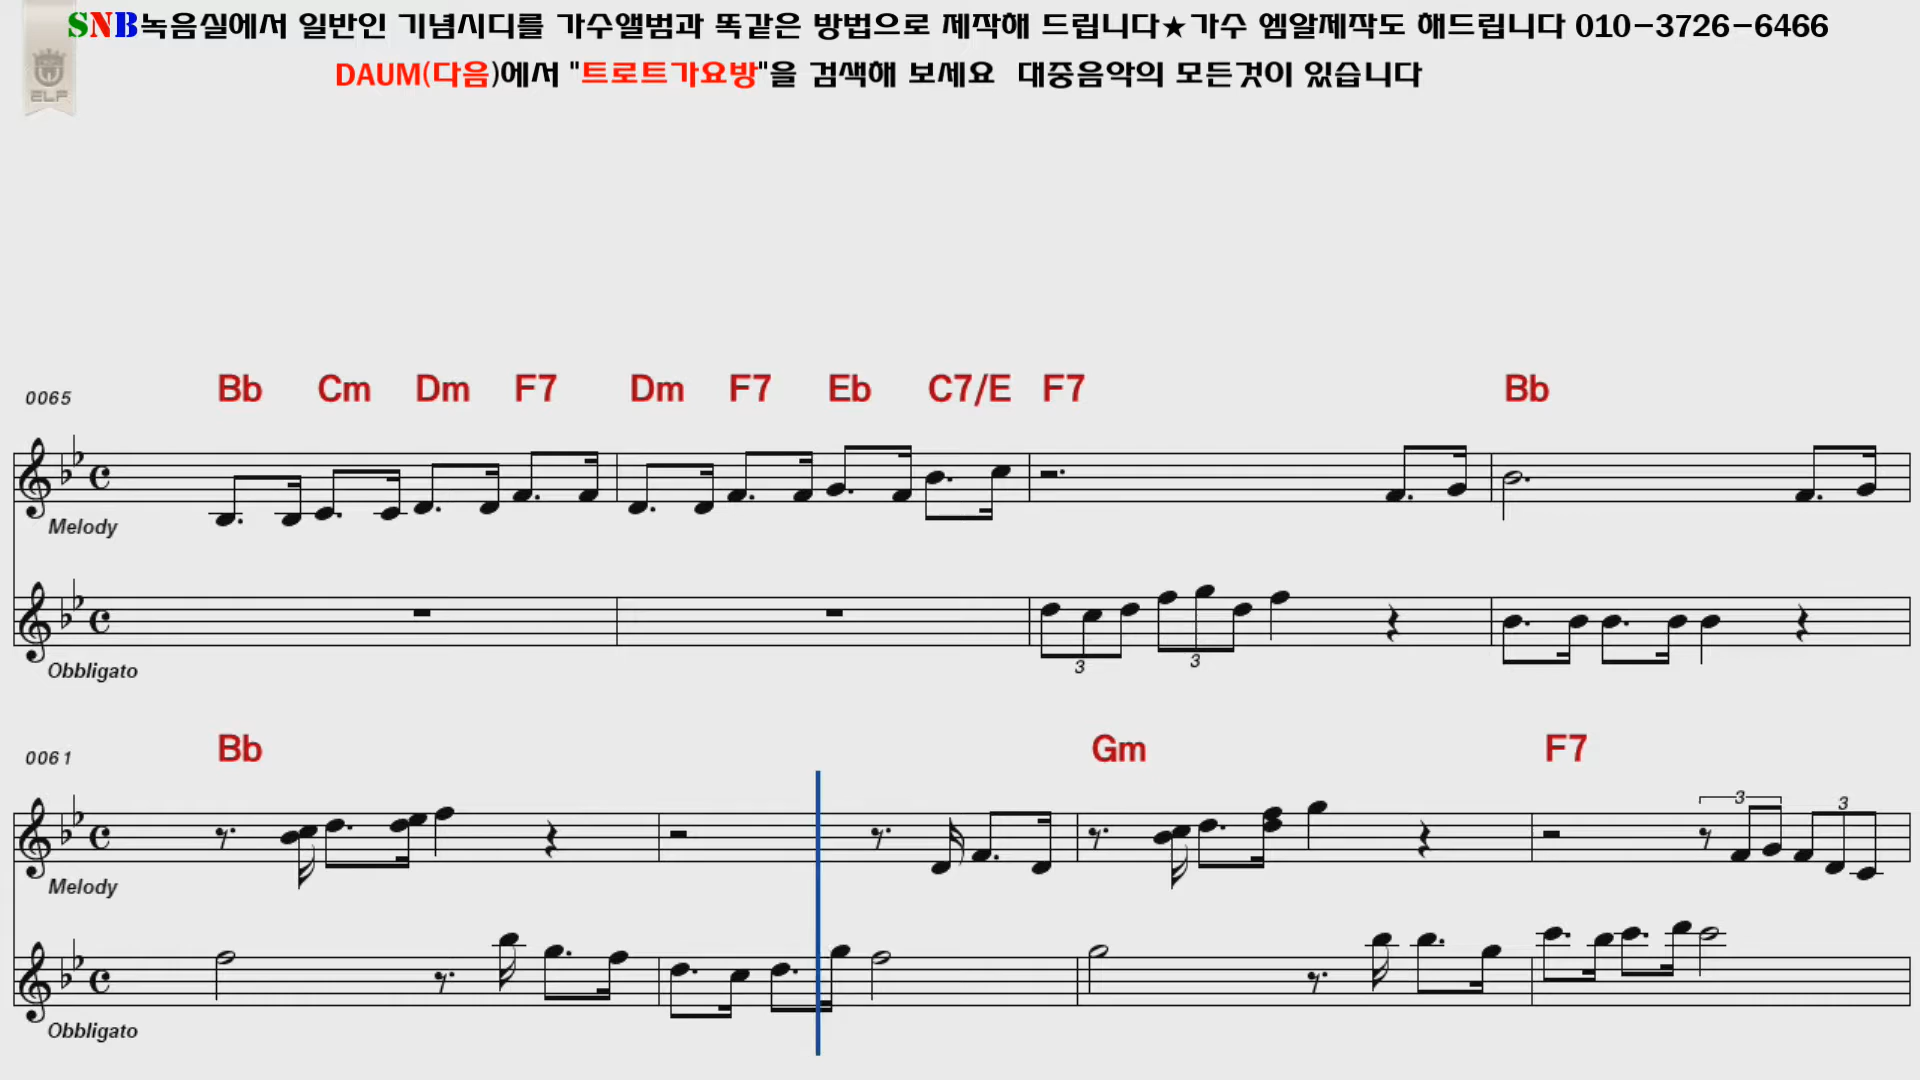 SNB녹음실에서 일반인 기념시디를 가수앨범과 똑같은 방법으로 제작해 드립니다★가수 엠알제작도 해드립니다 010-3726-6466
ELF
DAUM(다음)에서 "트로트가요방"을 검색해 보세요 대중음악의 모든것이 있습니다
0065 Bb Cm Dm F7 Dm F7 Eb C7/E F7 Bb
Melody
3 3
Obbligato
0061 Bb Gm F7
3 3
Melody
Obbligato